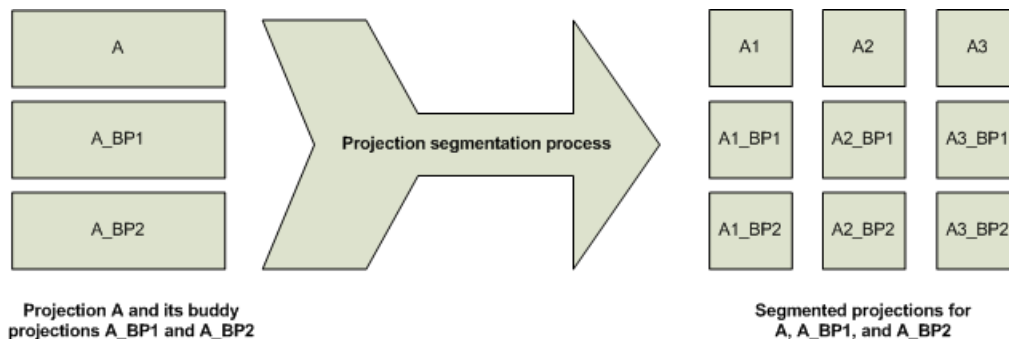 A
A_BP1
A_BP2
Projection segmentation process
A1 A2 A3
A1_BP1 A2_BP1 A3_BP1
A1_BP2 A2_BP2 A3_BP2
Projection A and its buddy
projections A_BP1 and A_BP2
Segmented projections for
A, A_BP1, and A_BP2